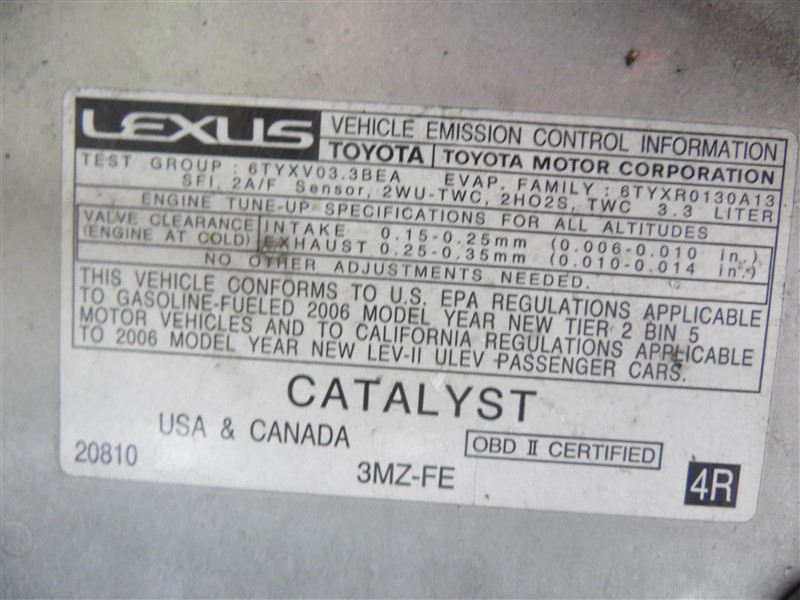 LEXUS VEHICLE EMISSION CONTROL INFORMATION
TOYOTA TOYOTA MOTOR CORPORATION
TEST GROUP : 6TYXV03.3BEA EVAP. FAMILY : 6TYXR0130A13
SFI, 2A/F Sensor, 2WU-TWC, 2HO2S, TWC 3.3 LITER
ENGINE TUNE-UP SPECIFICATIONS FOR ALL ALTITUDES
VALVE CLEARANCE INTAKE 0.15-0.25mm (0.006-0.010 in.)
(ENGINE AT COLD) EXHAUST 0.25-0.35mm (0.010-0.014 in.)
NO OTHER ADJUSTMENTS NEEDED.
THIS VEHICLE CONFORMS TO U.S. EPA REGULATIONS APPLICABLE
TO GASOLINE-FUELED 2006 MODEL YEAR NEW TIER 2 BIN 5
MOTOR VEHICLES AND TO CALIFORNIA REGULATIONS APPLICABLE
TO 2006 MODEL YEAR NEW LEV-II ULEV PASSENGER CARS.
CATALYST
USA & CANADA OBD II CERTIFIED
20810 3MZ-FE 4R